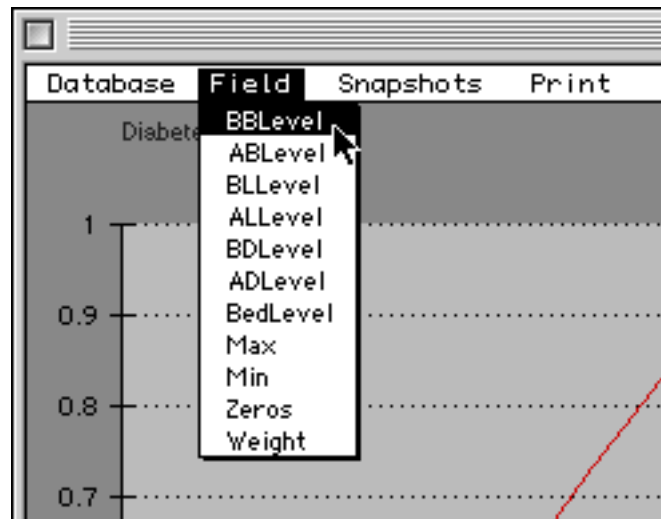 Database Field Snapshots Print
BBLevel
Diabete
ABLevel
BLLevel
ALLevel
BDLevel
ADLevel
BedLevel
Max
Min
Zeros
Weight
1
0.9
0.8
0.7